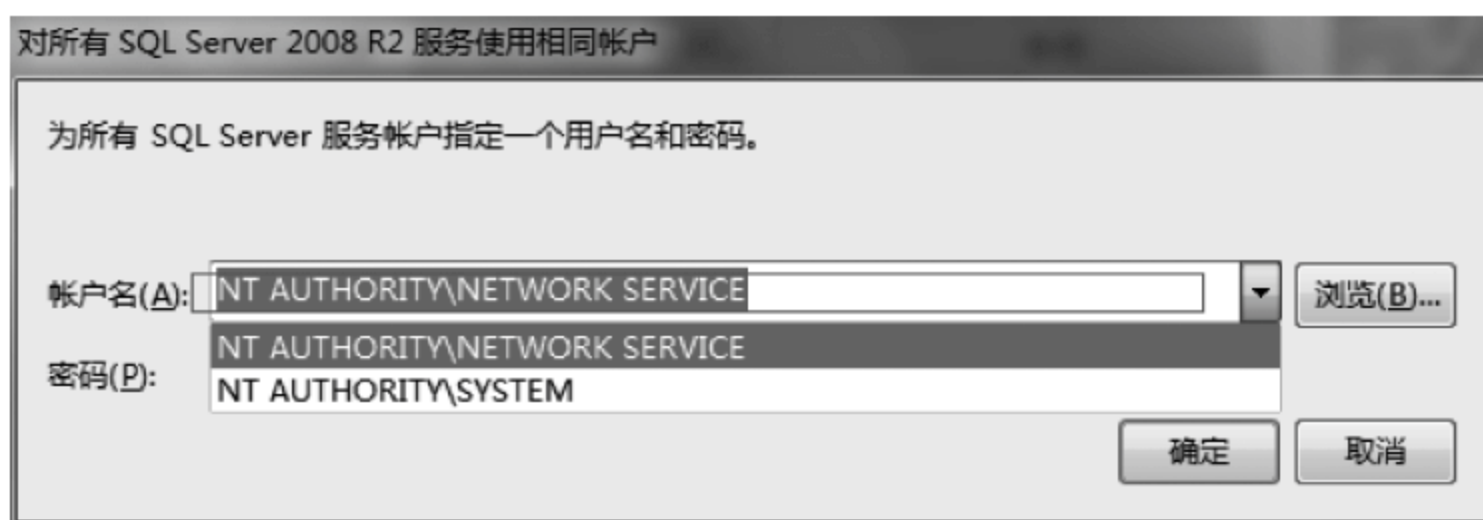 对所有 SQL Server 2008 R2 服务使用相同帐户
为所有 SQL Server 服务帐户指定一个用户名和密码。
帐户名(A): NT AUTHORITY\NETWORK SERVICE 浏览(B)...
NT AUTHORITY\NETWORK SERVICE
密码(P): NT AUTHORITY\SYSTEM
确定 取消